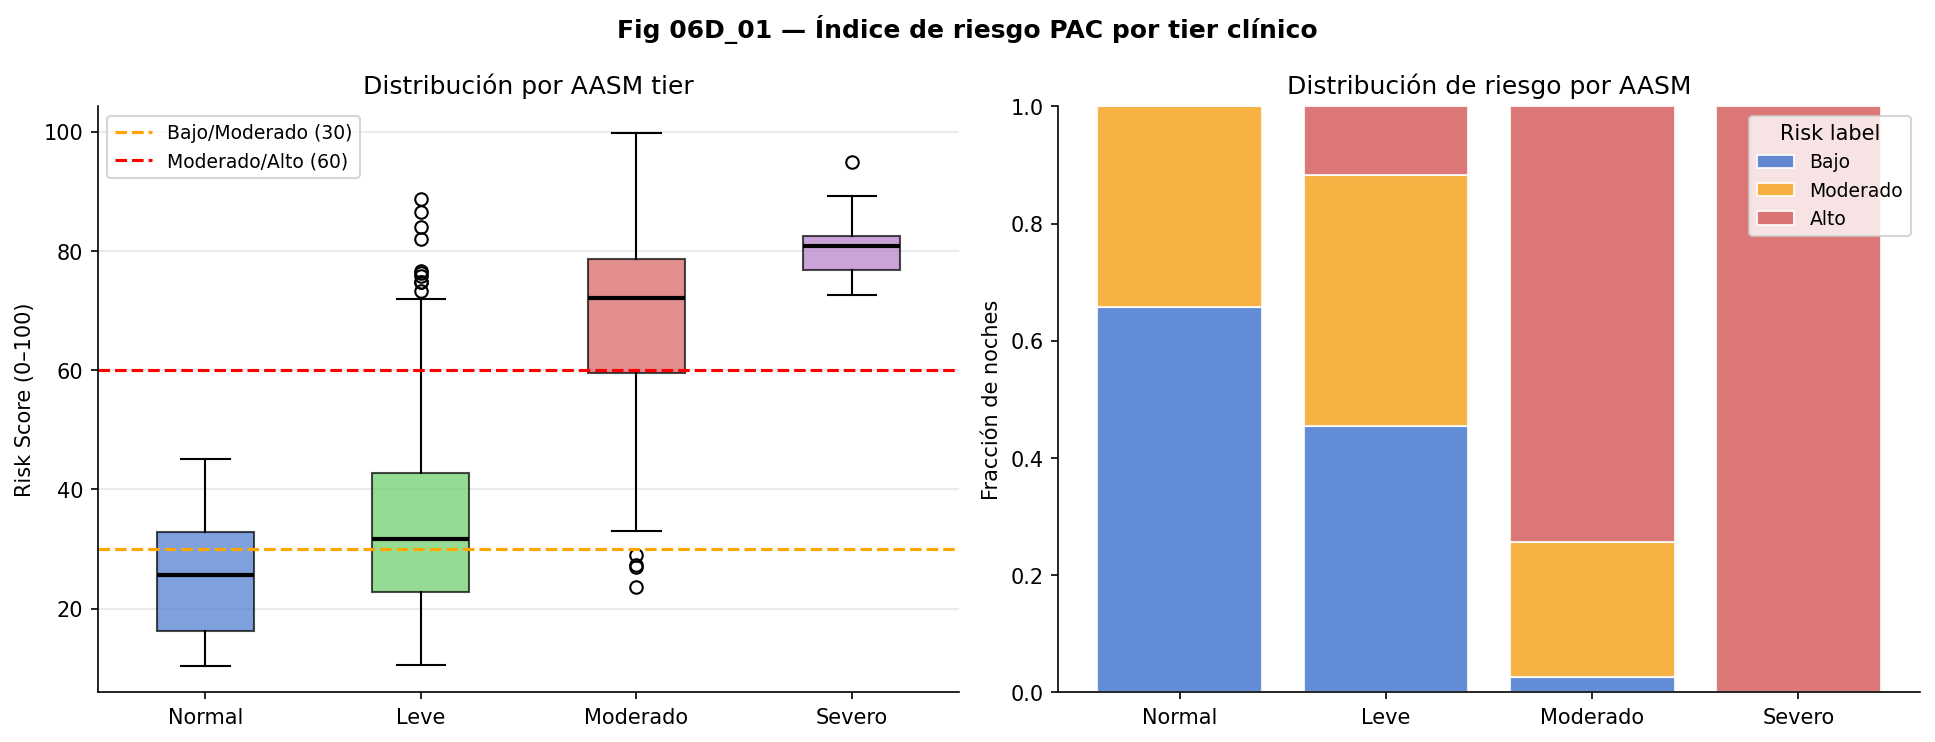 Fig 06D_01 — Índice de riesgo PAC por tier clínico
Distribución por AASM tier
Bajo/Moderado (30)
Moderado/Alto (60)
Risk Score (0–100)
100
80
60
40
20
Normal
Leve
Moderado
Severo
Distribución de riesgo por AASM
Risk label
Bajo
Moderado
Alto
Fracción de noches
1.0
0.8
0.6
0.4
0.2
0.0
Normal
Leve
Moderado
Severo